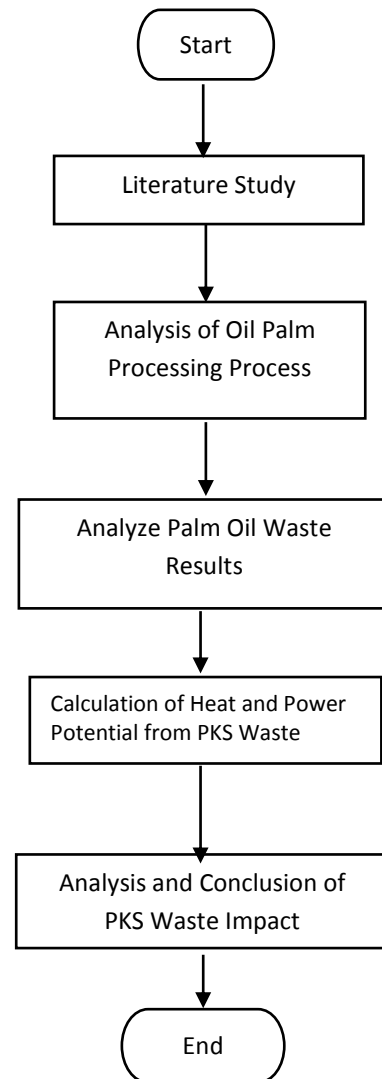 Start
Literature Study
Analysis of Oil Palm
Processing Process
Analyze Palm Oil Waste
Results
Calculation of Heat and Power
Potential from PKS Waste
Analysis and Conclusion of
PKS Waste Impact
End